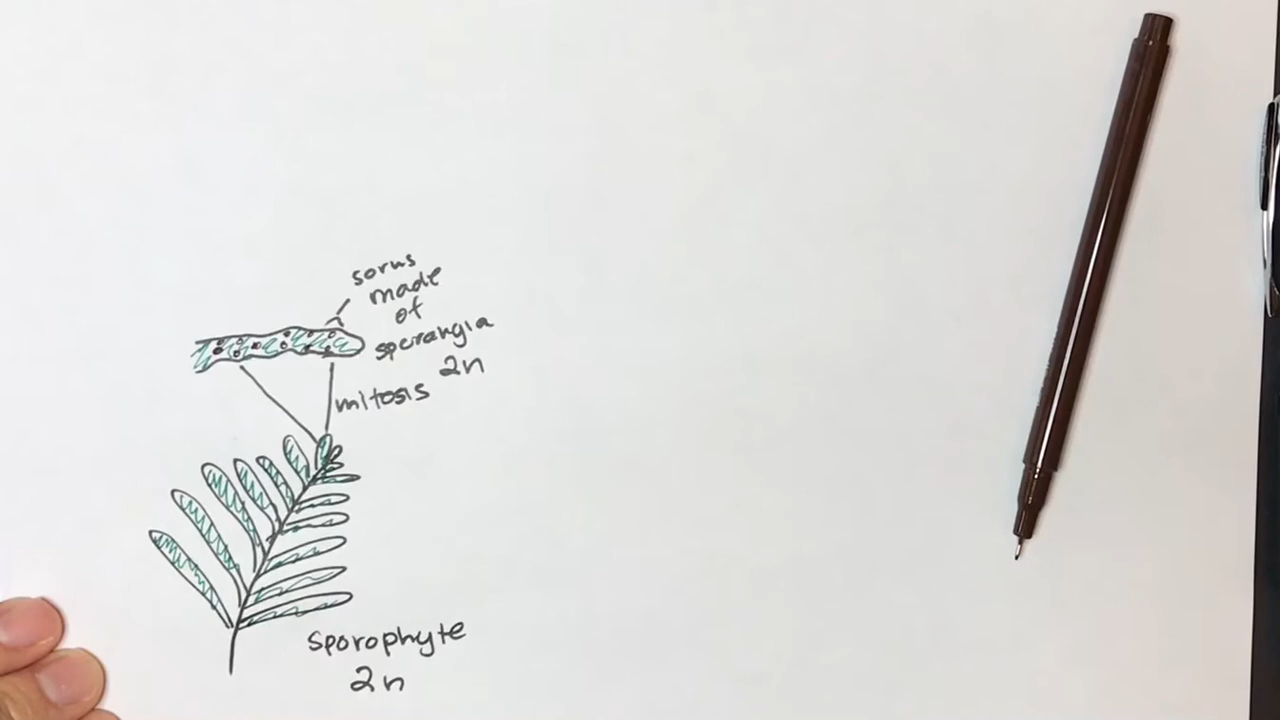 sorus
made
of
sporangia
2n
mitosis
sporophyte
2n